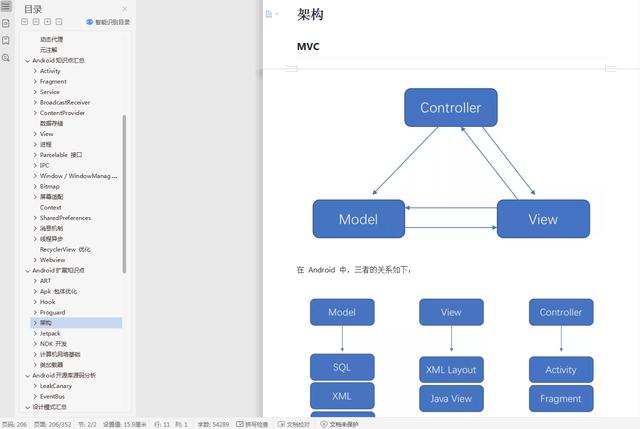 目录
智能识别目录
动态代理
元注解
Android 知识点汇总
Activity
Fragment
Service
BroadcastReceiver
ContentProvider
数据存储
View
进程
Parcelable 接口
IPC
Window / WindowManag...
Bitmap
屏幕适配
Context
SharedPreferences
消息机制
线程异步
RecyclerView 优化
Webview
Android 扩展知识点
ART
Apk 包体优化
Hook
Proguard
架构
Jetpack
NDK 开发
计算机网络基础
类加载器
Android 开源库源码分析
LeakCanary
EventBus
设计模式汇总
架构
MVC
Controller
Model
View
在 Android 中，三者的关系如下：
Model
View
Controller
SQL
XML Layout
Activity
XML
Java View
Fragment
页码: 206 页面: 206/352 节: 2/2 设置值: 15.9厘米 行: 11 列: 1 字数: 54289 拼写检查 文档校对 文档未保护